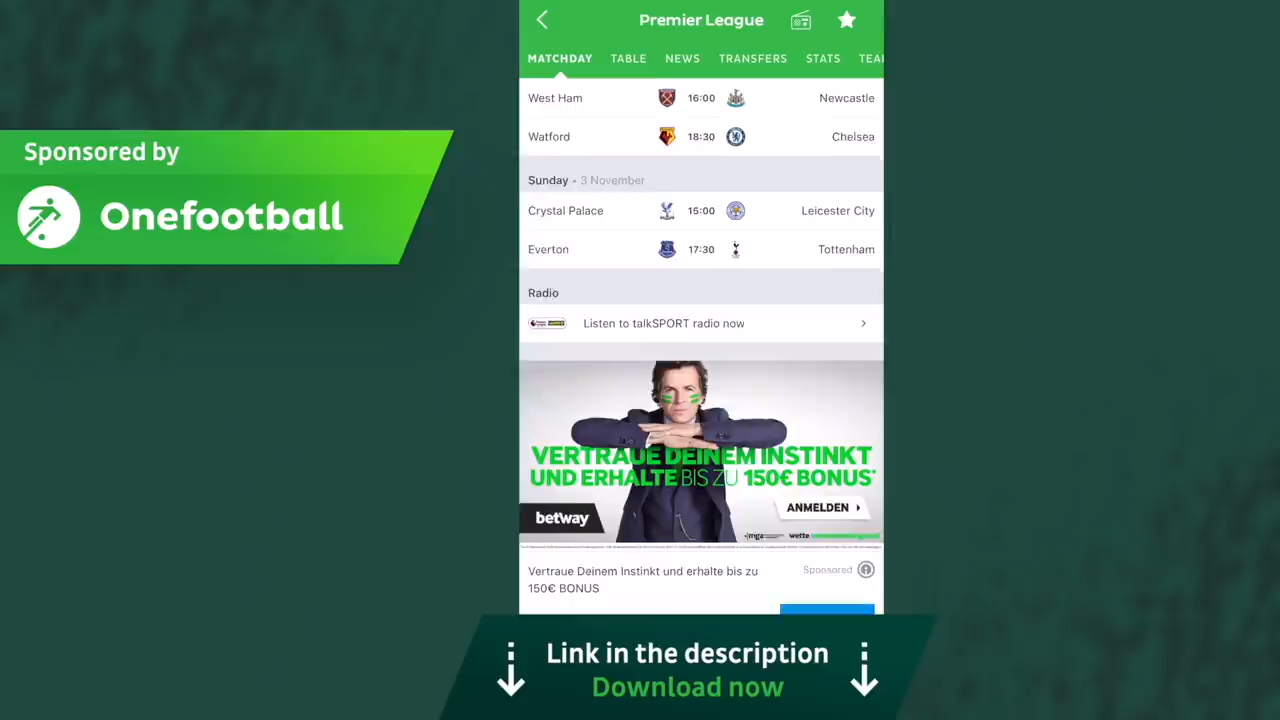 Premier League
MATCHDAY TABLE NEWS TRANSFERS STATS TEA
West Ham 16:00 Newcastle
Watford 18:30 Chelsea
Sponsored by
Onefootball
Sunday • 3 November
Crystal Palace 15:00 Leicester City
Everton 17:30 Tottenham
Radio
Listen to talkSPORT radio now
VERTRAUE DEINEM INSTINKT
UND ERHALTE BIS ZU 150€ BONUS*
ANMELDEN
betway
mga wette
Vertraue Deinem Instinkt und erhalte bis zu
150€ BONUS
Sponsored
Link in the description
Download now